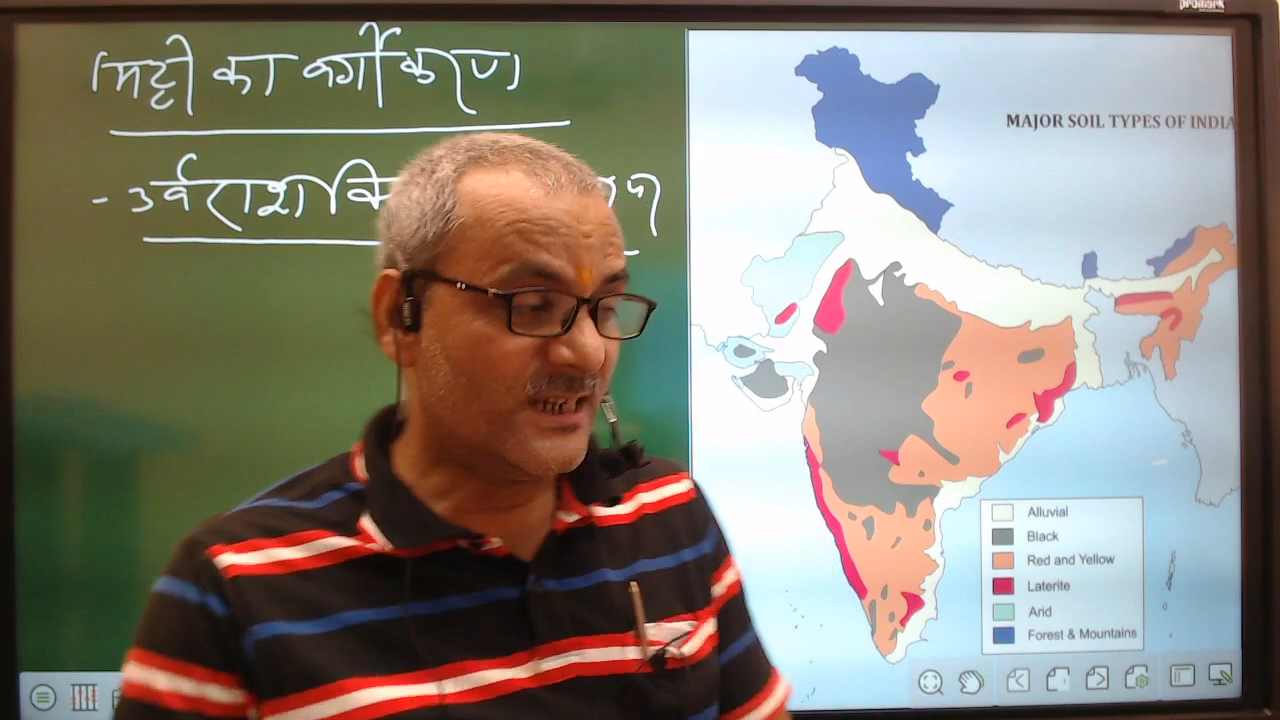 promark
मिट्टी का वर्गीकरण
- उर्वराशक्ति
MAJOR SOIL TYPES OF INDIA
Alluvial
Black
Red and Yellow
Laterite
Arid
Forest & Mountains